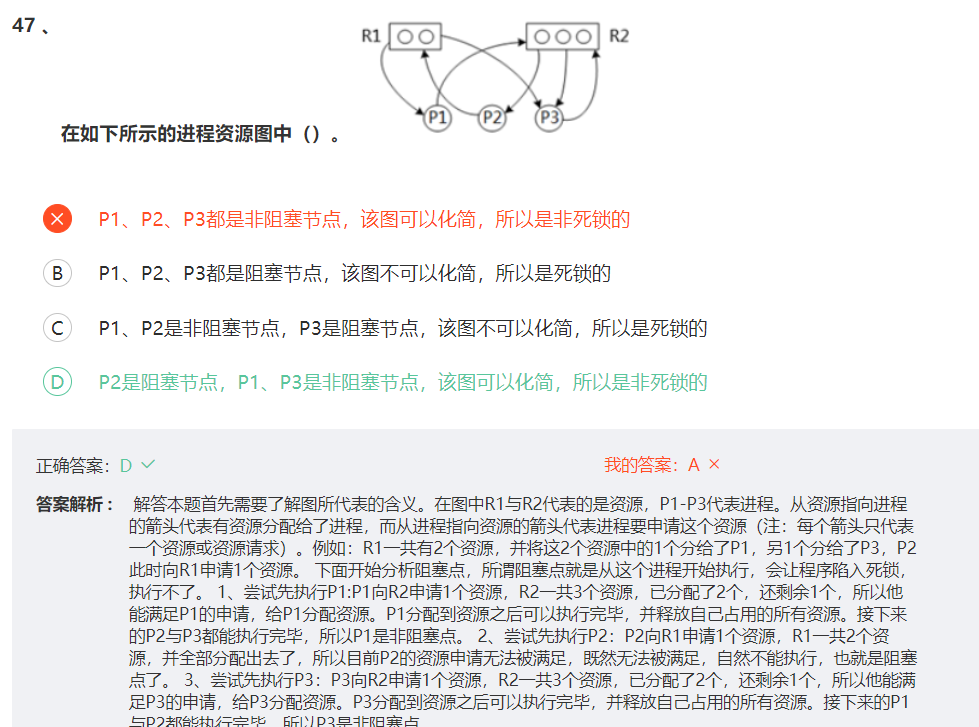 47 、
R1
R2
P1
P2
P3
在如下所示的进程资源图中（）。
P1、P2、P3都是非阻塞节点，该图可以化简，所以是非死锁的
B
P1、P2、P3都是阻塞节点，该图不可以化简，所以是死锁的
C
P1、P2是非阻塞节点，P3是阻塞节点，该图不可以化简，所以是死锁的
D
P2是阻塞节点，P1、P3是非阻塞节点，该图可以化简，所以是非死锁的
正确答案：D
我的答案：A
答案解析： 解答本题首先需要了解图所代表的含义。在图中R1与R2代表的是资源，P1-P3代表进程。从资源指向进程
的箭头代表有资源分配给了进程，而从进程指向资源的箭头代表进程要申请这个资源（注：每个箭头只代表
一个资源或资源请求）。例如：R1一共有2个资源，并将这2个资源中的1个分给了P1，另1个分给了P3，P2
此时向R1申请1个资源。 下面开始分析阻塞点，所谓阻塞点就是从这个进程开始执行，会让程序陷入死锁，
执行不了。 1、尝试先执行P1:P1向R2申请1个资源，R2一共3个资源，已分配了2个，还剩余1个，所以他
能满足P1的申请，给P1分配资源。P1分配到资源之后可以执行完毕，并释放自己占用的所有资源。接下来
的P2与P3都能执行完毕，所以P1是非阻塞点。 2、尝试先执行P2：P2向R1申请1个资源，R1一共2个资
源，并全部分配出去了，所以目前P2的资源申请无法被满足，既然无法被满足，自然不能执行，也就是阻塞
点了。 3、尝试先执行P3：P3向R2申请1个资源，R2一共3个资源，已分配了2个，还剩余1个，所以他能满
足P3的申请，给P3分配资源。P3分配到资源之后可以执行完毕，并释放自己占用的所有资源。接下来的P1
与P2都能执行完毕，所以P3是非阻塞点